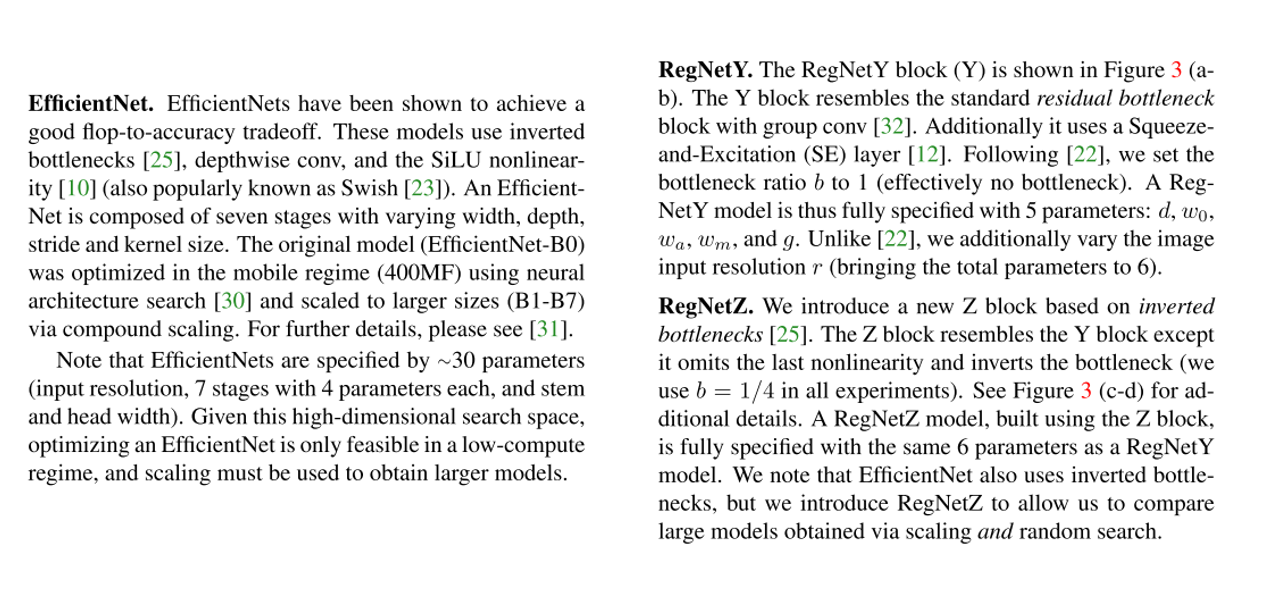 EfficientNet. EfficientNets have been shown to achieve a
good flop-to-accuracy tradeoff. These models use inverted
bottlenecks [25], depthwise conv, and the SiLU nonlinear-
ity [10] (also popularly known as Swish [23]). An Efficient-
Net is composed of seven stages with varying width, depth,
stride and kernel size. The original model (EfficientNet-B0)
was optimized in the mobile regime (400MF) using neural
architecture search [30] and scaled to larger sizes (B1-B7)
via compound scaling. For further details, please see [31].
Note that EfficientNets are specified by ~30 parameters
(input resolution, 7 stages with 4 parameters each, and stem
and head width). Given this high-dimensional search space,
optimizing an EfficientNet is only feasible in a low-compute
regime, and scaling must be used to obtain larger models.
RegNetY. The RegNetY block (Y) is shown in Figure 3 (a-
b). The Y block resembles the standard residual bottleneck
block with group conv [32]. Additionally it uses a Squeeze-
and-Excitation (SE) layer [12]. Following [22], we set the
bottleneck ratio b to 1 (effectively no bottleneck). A Reg-
NetY model is thus fully specified with 5 parameters: d, w₀,
wₐ, wₘ, and g. Unlike [22], we additionally vary the image
input resolution r (bringing the total parameters to 6).
RegNetZ. We introduce a new Z block based on inverted
bottlenecks [25]. The Z block resembles the Y block except
it omits the last nonlinearity and inverts the bottleneck (we
use b = 1/4 in all experiments). See Figure 3 (c-d) for ad-
ditional details. A RegNetZ model, built using the Z block,
is fully specified with the same 6 parameters as a RegNetY
model. We note that EfficientNet also uses inverted bottle-
necks, but we introduce RegNetZ to allow us to compare
large models obtained via scaling and random search.